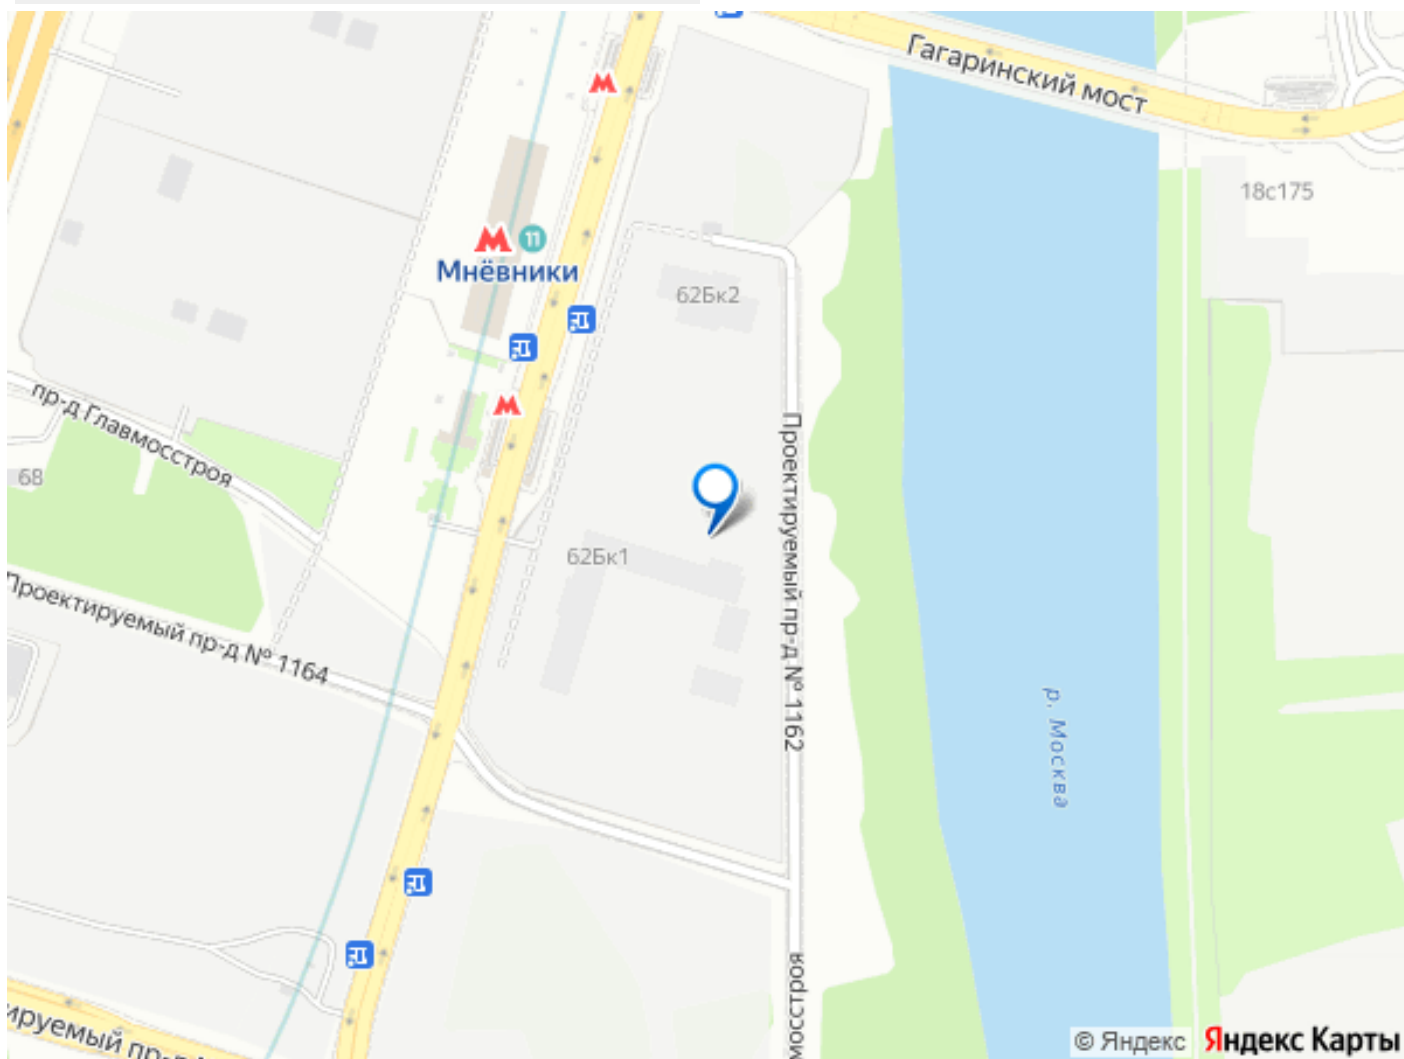 Гагаринский мост
18с175
11
Мнёвники
62Бк2
пр-д Главмосстроя
68
Проектируемый пр-д № 1162
62Бк1
Проектируемый пр-д № 1164
р. Москва
© Яндекс Яндекс Карты